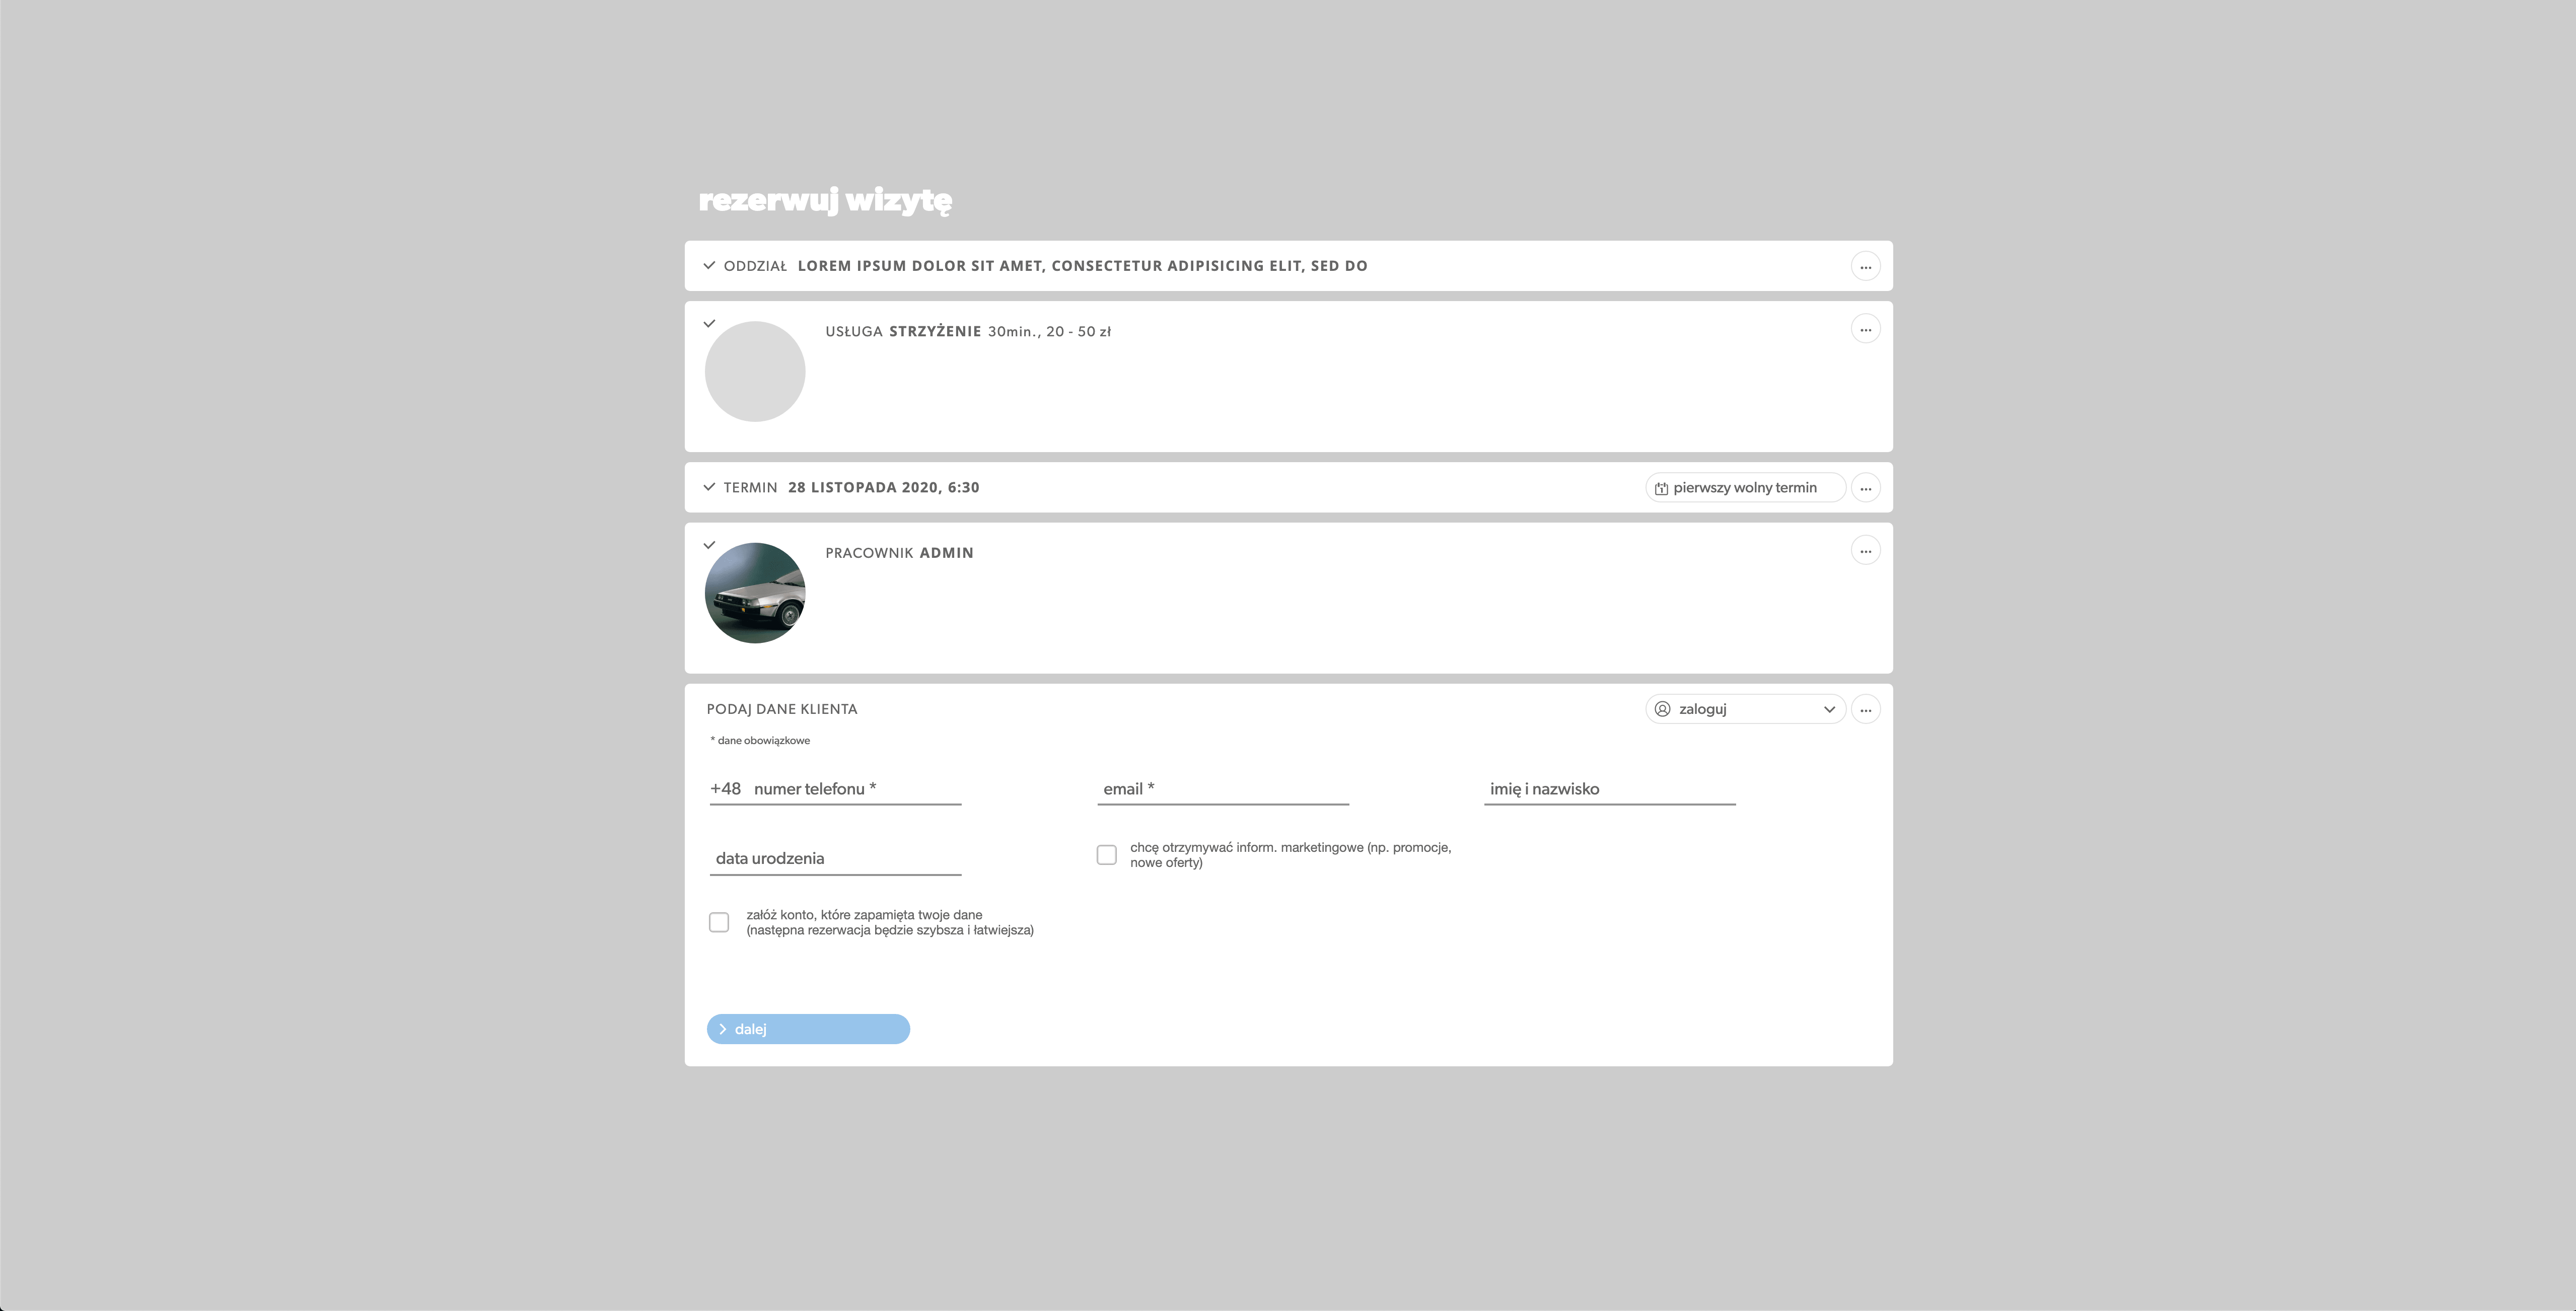 rezerwuj wizytę
ODDZIAŁ LOREM IPSUM DOLOR SIT AMET, CONSECTETUR ADIPISICING ELIT, SED DO
USŁUGA STRZYŻENIE 30min., 20 - 50 zł
TERMIN 28 LISTOPADA 2020, 6:30
pierwszy wolny termin
PRACOWNIK ADMIN
PODAJ DANE KLIENTA
zaloguj
* dane obowiązkowe
+48 numer telefonu *
email *
imię i nazwisko
data urodzenia
chcę otrzymywać inform. marketingowe (np. promocje,
nowe oferty)
załóż konto, które zapamięta twoje dane
(następna rezerwacja będzie szybsza i łatwiejsza)
dalej